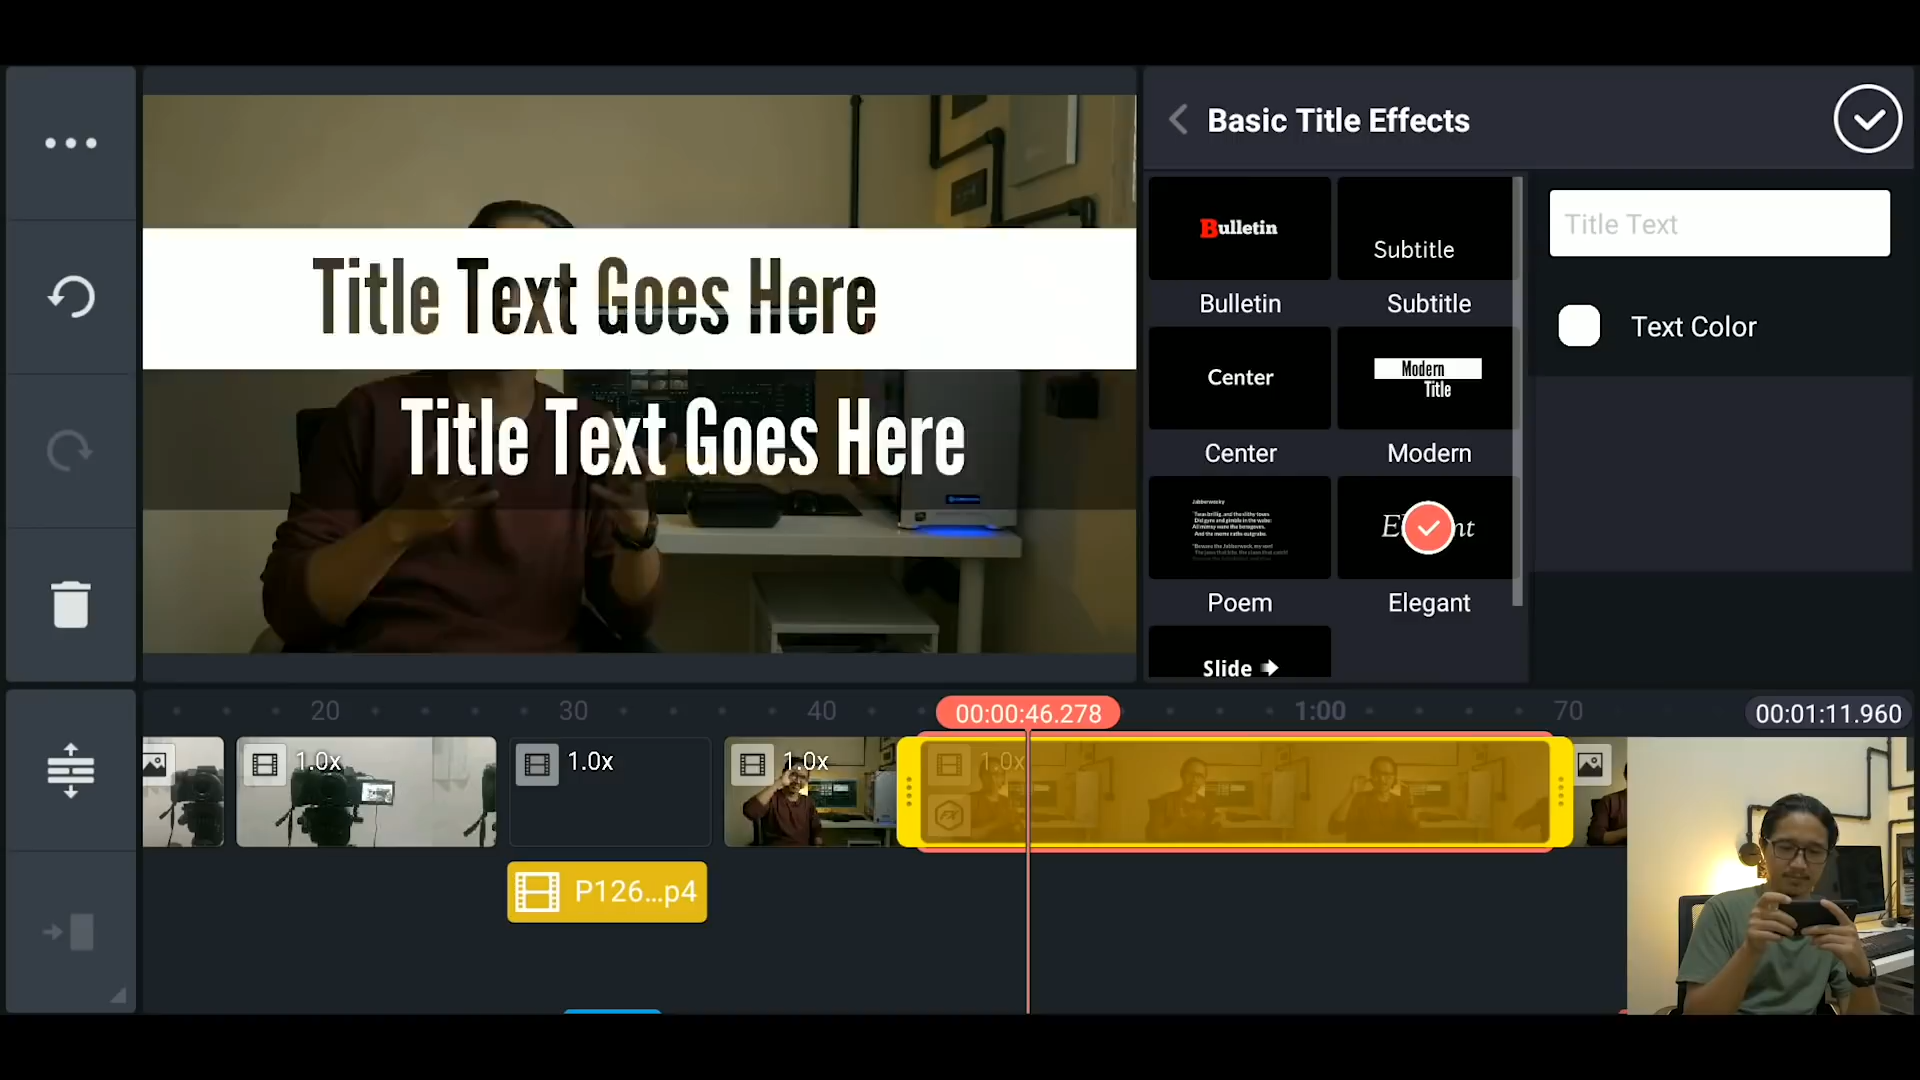 Basic Title Effects
Title Text Goes Here
Title Text Goes Here
Bulletin
Subtitle
Bulletin
Subtitle
Center
Modern
Title
Center
Modern
Poem
Elegant
Slide
Title Text
Text Color
20
30
40
00:00:46.278
1:00
70
00:01:11.960
1.0x
1.0x
1.0x
1.0x
P126...p4